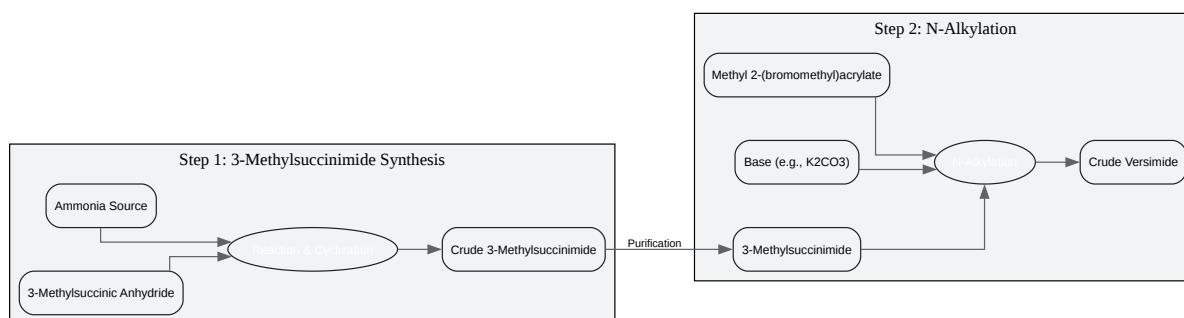 Step 2: N-Alkylation
Methyl 2-(bromomethyl)acrylate
Base (e.g., K2CO3)
N-Alkylation
Crude Versimide
3-Methylsuccinimide
Step 1: 3-Methylsuccinimide Synthesis
Ammonia Source
Reaction & Cyclization
Crude 3-Methylsuccinimide
Purification
3-Methylsuccinic Anhydride